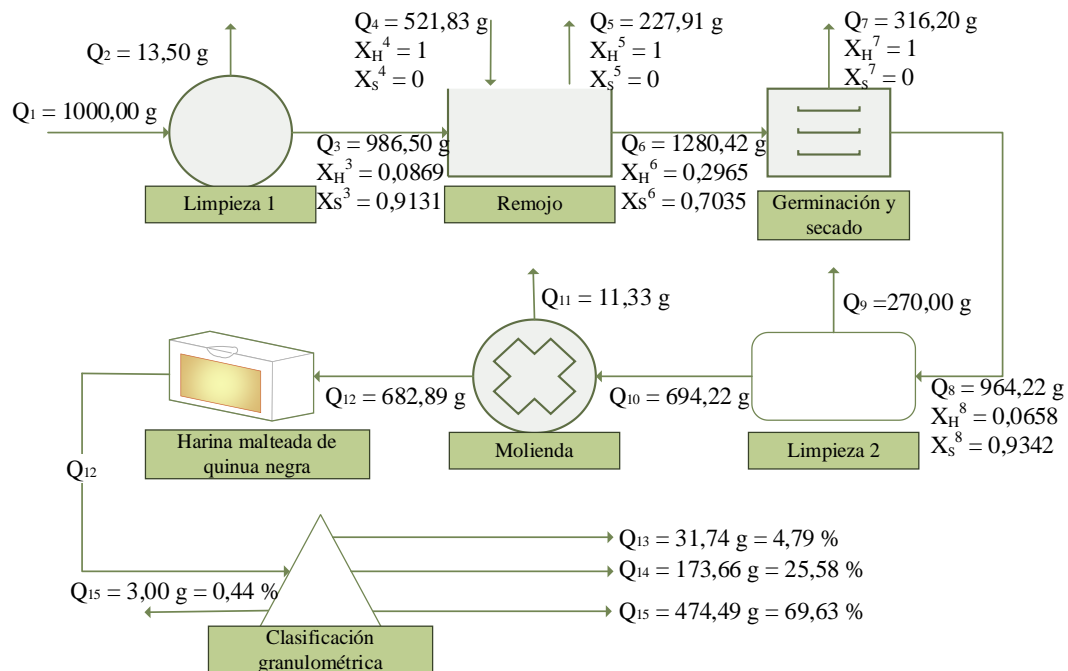 Q₂ = 13,50 g
Q₄ = 521,83 g
X_H⁴ = 1
X_S⁴ = 0
Q₅ = 227,91 g
X_H⁵ = 1
X_S⁵ = 0
Q₇ = 316,20 g
X_H⁷ = 1
X_S⁷ = 0
Q₁ = 1000,00 g
Q₃ = 986,50 g
X_H³ = 0,0869
Xs³ = 0,9131
Q₆ = 1280,42 g
X_H⁶ = 0,2965
Xs⁶ = 0,7035
Limpieza 1
Remojo
Germinación y
secado
Q₉ =270,00 g
Q₁₁ = 11,33 g
Q₁₂ = 682,89 g
Q₁₀ = 694,22 g
Q₈ = 964,22 g
X_H⁸ = 0,0658
X_S⁸ = 0,9342
Harina malteada de
quinua negra
Molienda
Limpieza 2
Q₁₂
Q₁₃ = 31,74 g = 4,79 %
Q₁₄ = 173,66 g = 25,58 %
Q₁₅ = 3,00 g = 0,44 %
Q₁₅ = 474,49 g = 69,63 %
Clasificación
granulométrica